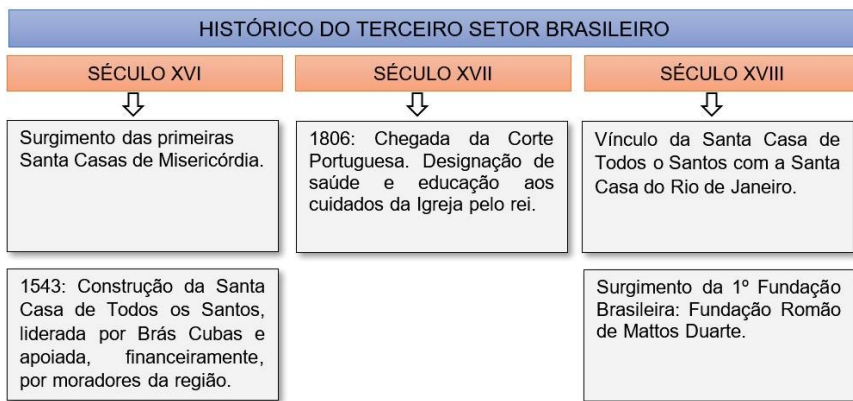 HISTÓRICO DO TERCEIRO SETOR BRASILEIRO
SÉCULO XVI
Surgimento das primeiras
Santa Casas de Misericórdia.
1543: Construção da Santa
Casa de Todos os Santos,
liderada por Brás Cubas e
apoiada, financeiramente,
por moradores da região.
SÉCULO XVII
1806: Chegada da Corte
Portuguesa. Designação de
saúde e educação aos
cuidados da Igreja pelo rei.
SÉCULO XVIII
Vínculo da Santa Casa de
Todos o Santos com a Santa
Casa do Rio de Janeiro.
Surgimento da 1º Fundação
Brasileira: Fundação Romão
de Mattos Duarte.